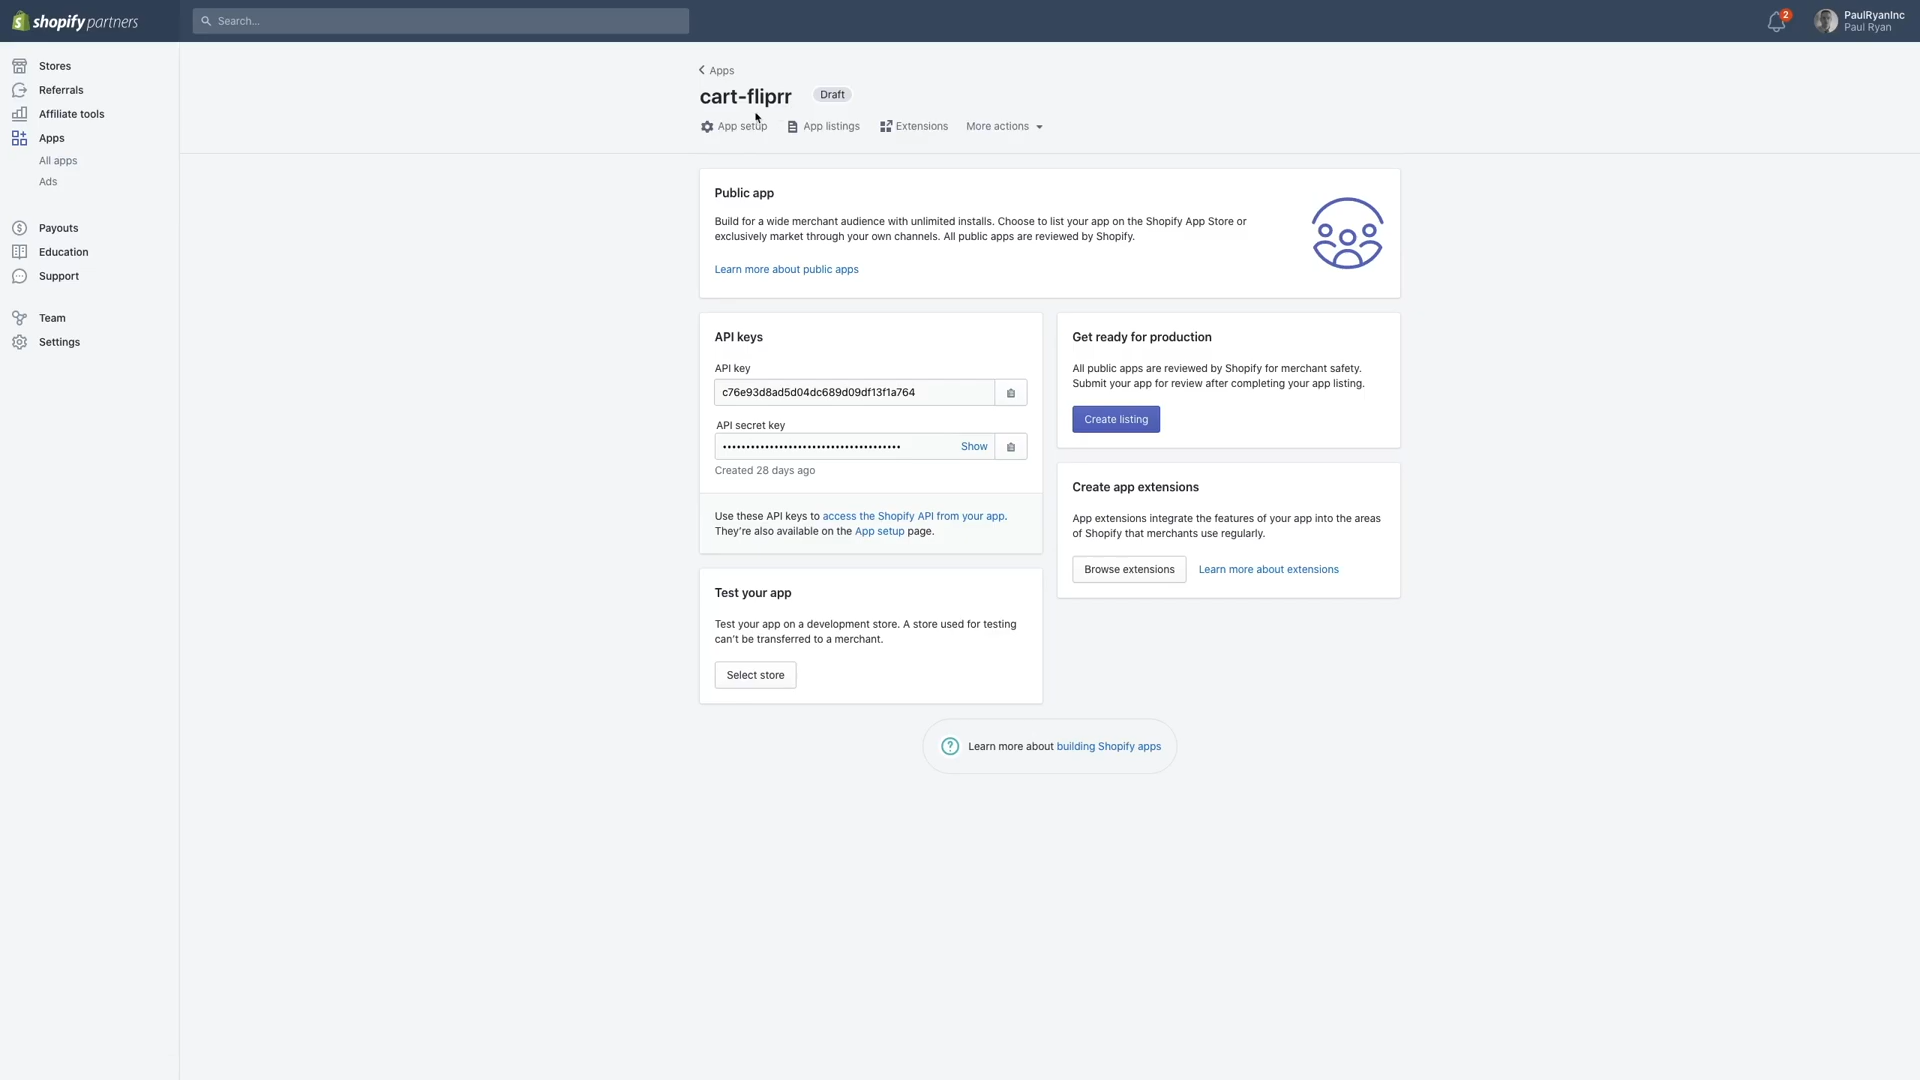 shopify partners
Search...
2
PaulRyanInc
Paul Ryan
Stores
Referrals
Affiliate tools
Apps
All apps
Ads
Payouts
Education
Support
Team
Settings
Apps
cart-fliprr
Draft
App setup
App listings
Extensions
More actions
Public app
Build for a wide merchant audience with unlimited installs. Choose to list your app on the Shopify App Store or
exclusively market through your own channels. All public apps are reviewed by Shopify.
Learn more about public apps
API keys
API key
c76e93d8ad5d04dc689d09df13f1a764
API secret key
••••••••••••••••••••••••••••••••••••••
Show
Created 28 days ago
Use these API keys to access the Shopify API from your app.
They're also available on the App setup page.
Test your app
Test your app on a development store. A store used for testing
can't be transferred to a merchant.
Select store
Get ready for production
All public apps are reviewed by Shopify for merchant safety.
Submit your app for review after completing your app listing.
Create listing
Create app extensions
App extensions integrate the features of your app into the areas
of Shopify that merchants use regularly.
Browse extensions
Learn more about extensions
Learn more about building Shopify apps